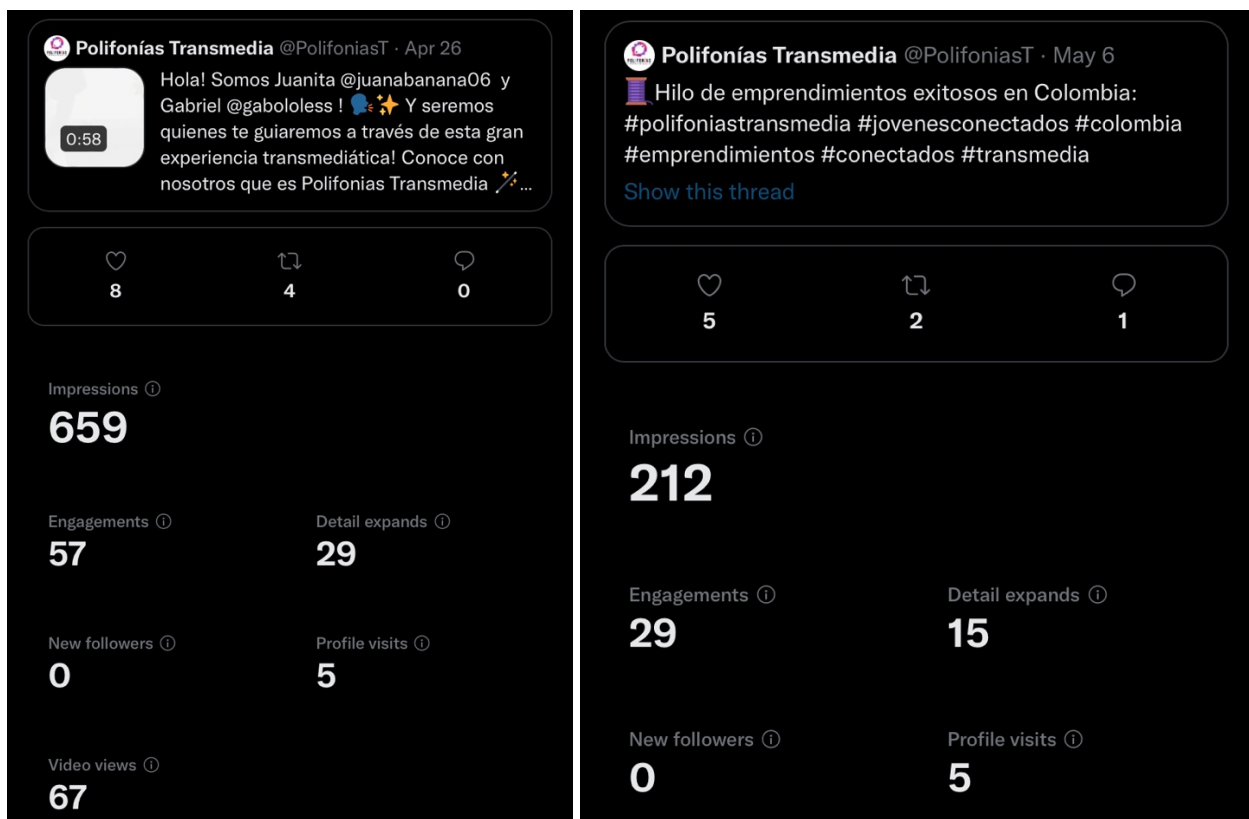 Polifonías Transmedia @PolifoniasT · Apr 26
Hola! Somos Juanita @juanabanana06 y
Gabriel @gabololess ! 🗣️✨ Y seremos
quienes te guiaremos a través de esta gran
experiencia transmediática! Conoce con
nosotros que es Polifonias Transmedia 🪄...
0:58
8 4 0
Impressions
659
Engagements Detail expands
57 29
New followers Profile visits
0 5
Video views
67
Polifonías Transmedia @PolifoniasT · May 6
🧵Hilo de emprendimientos exitosos en Colombia:
#polifoniastransmedia #jovenesconectados #colombia
#emprendimientos #conectados #transmedia
Show this thread
5 2 1
Impressions
212
Engagements Detail expands
29 15
New followers Profile visits
0 5